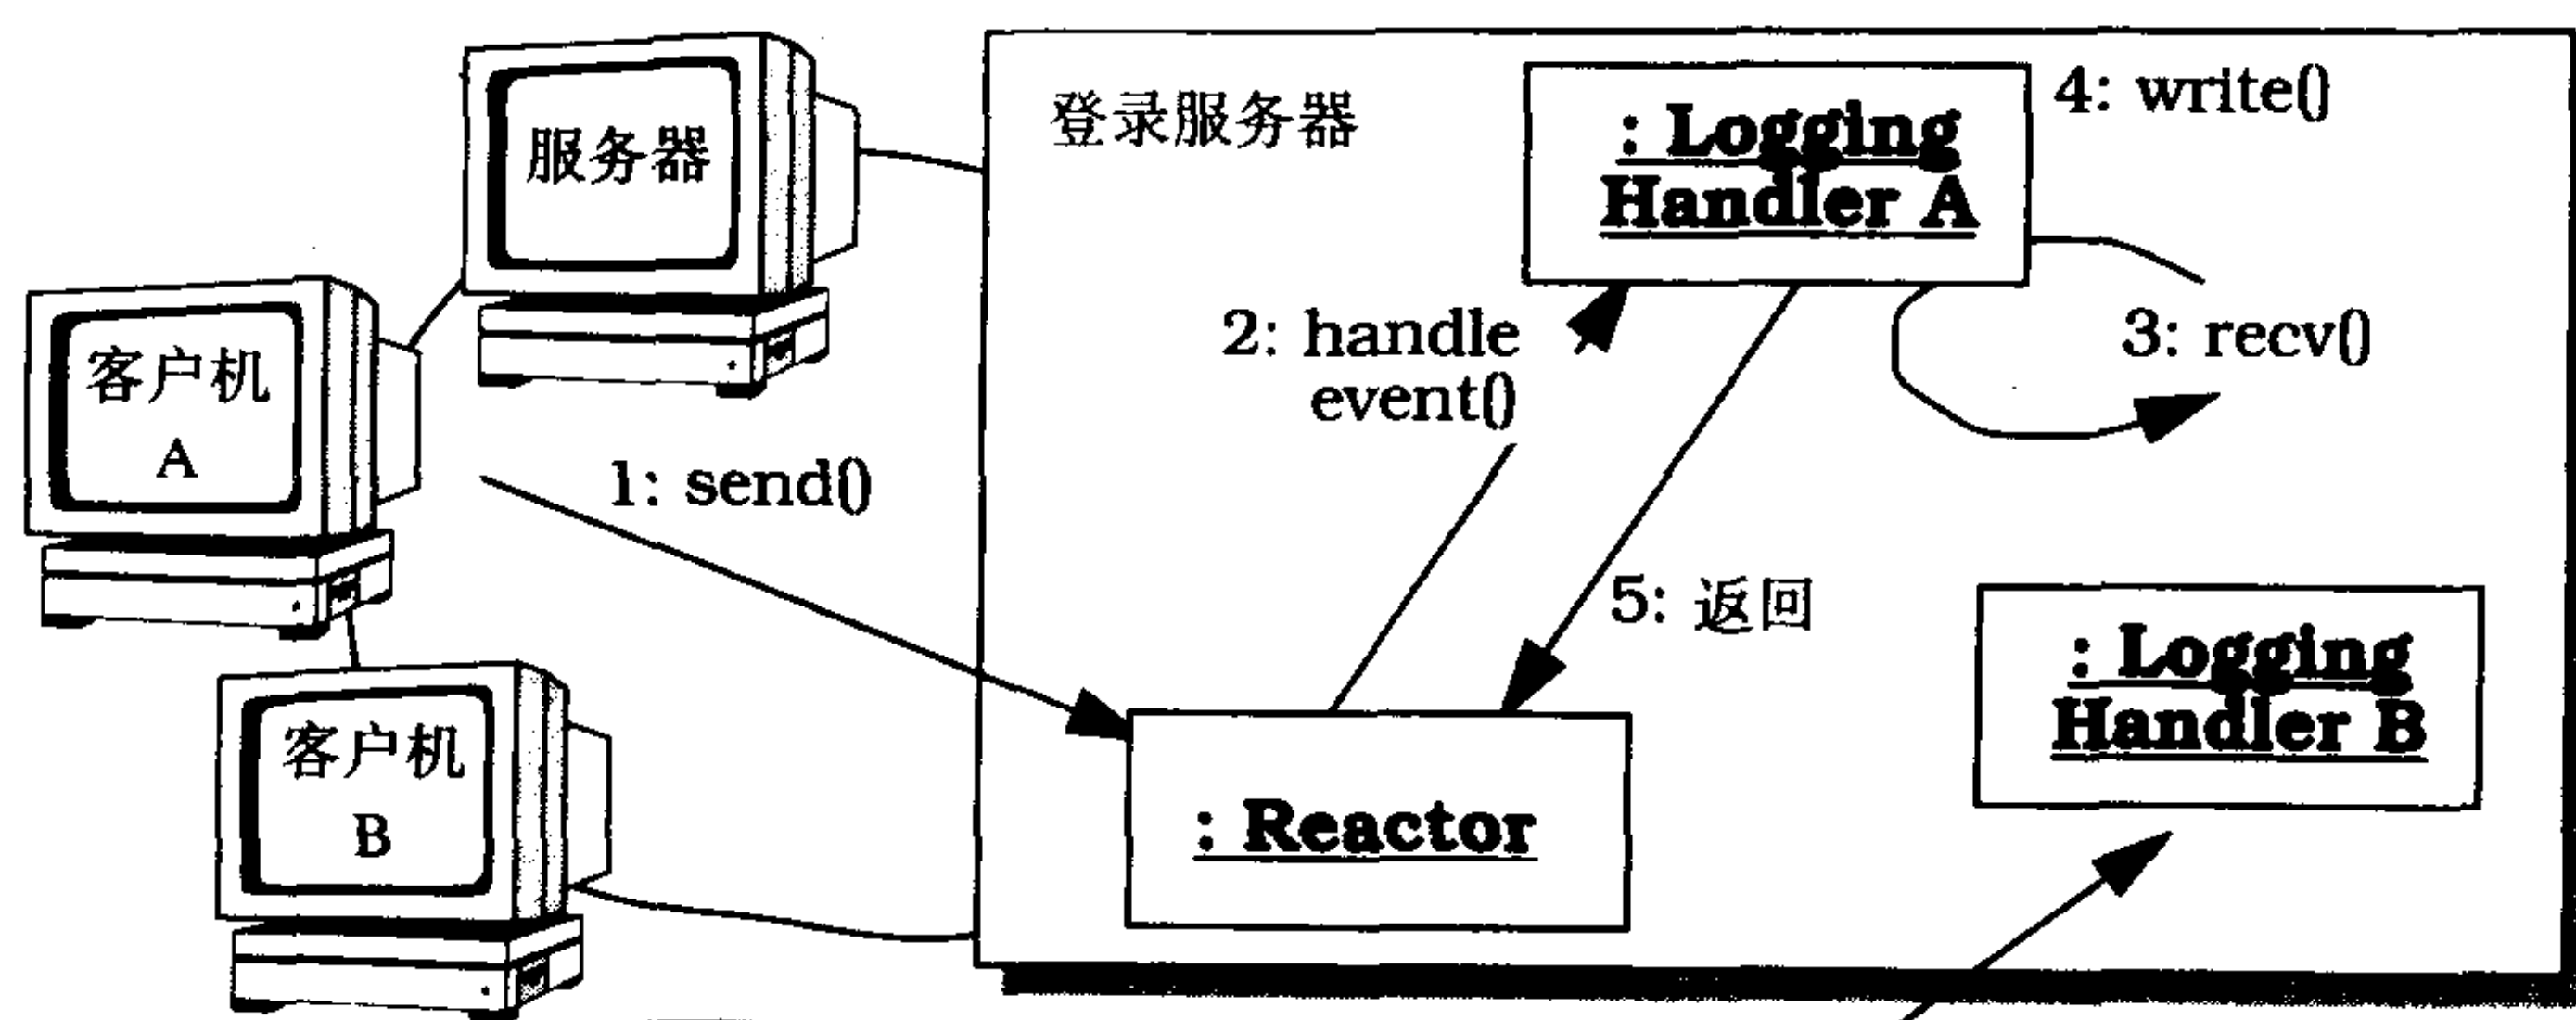 服务器
登录服务器
: Logging
Handler A
4: write()
客户机
A
2: handle
event()
3: recv()
1: send()
5: 返回
: Logging
Handler B
客户机
B
: Reactor